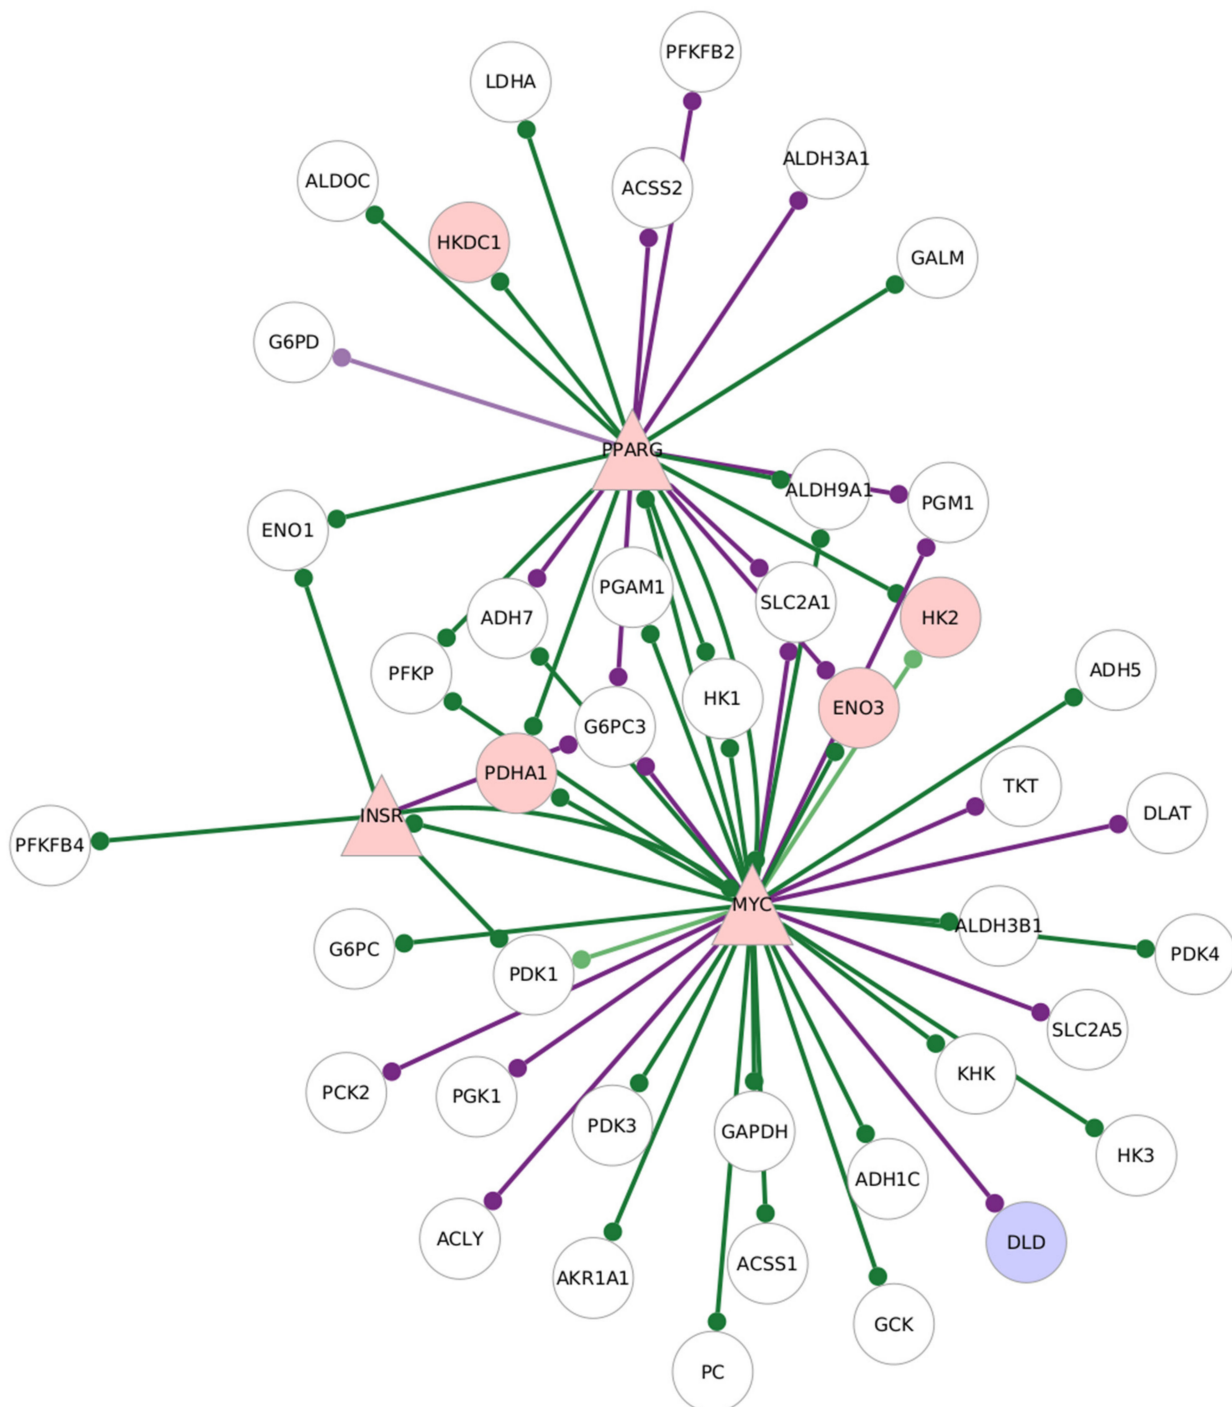 PFKFB2
LDHA
ALDH3A1
ALDOC
ACSS2
HKDC1
GALM
G6PD
PPARG
ALDH9A1
PGM1
ENO1
PGAM1
SLC2A1
ADH7
HK2
PFKP
ADH5
HK1
ENO3
G6PC3
PDHA1
TKT
DLAT
INSR
PFKFB4
MYC
ALDH3B1
G6PC
PDK4
PDK1
SLC2A5
KHK
PCK2
PGK1
PDK3
GAPDH
HK3
ADH1C
ACLY
DLD
ACSS1
AKR1A1
GCK
PC